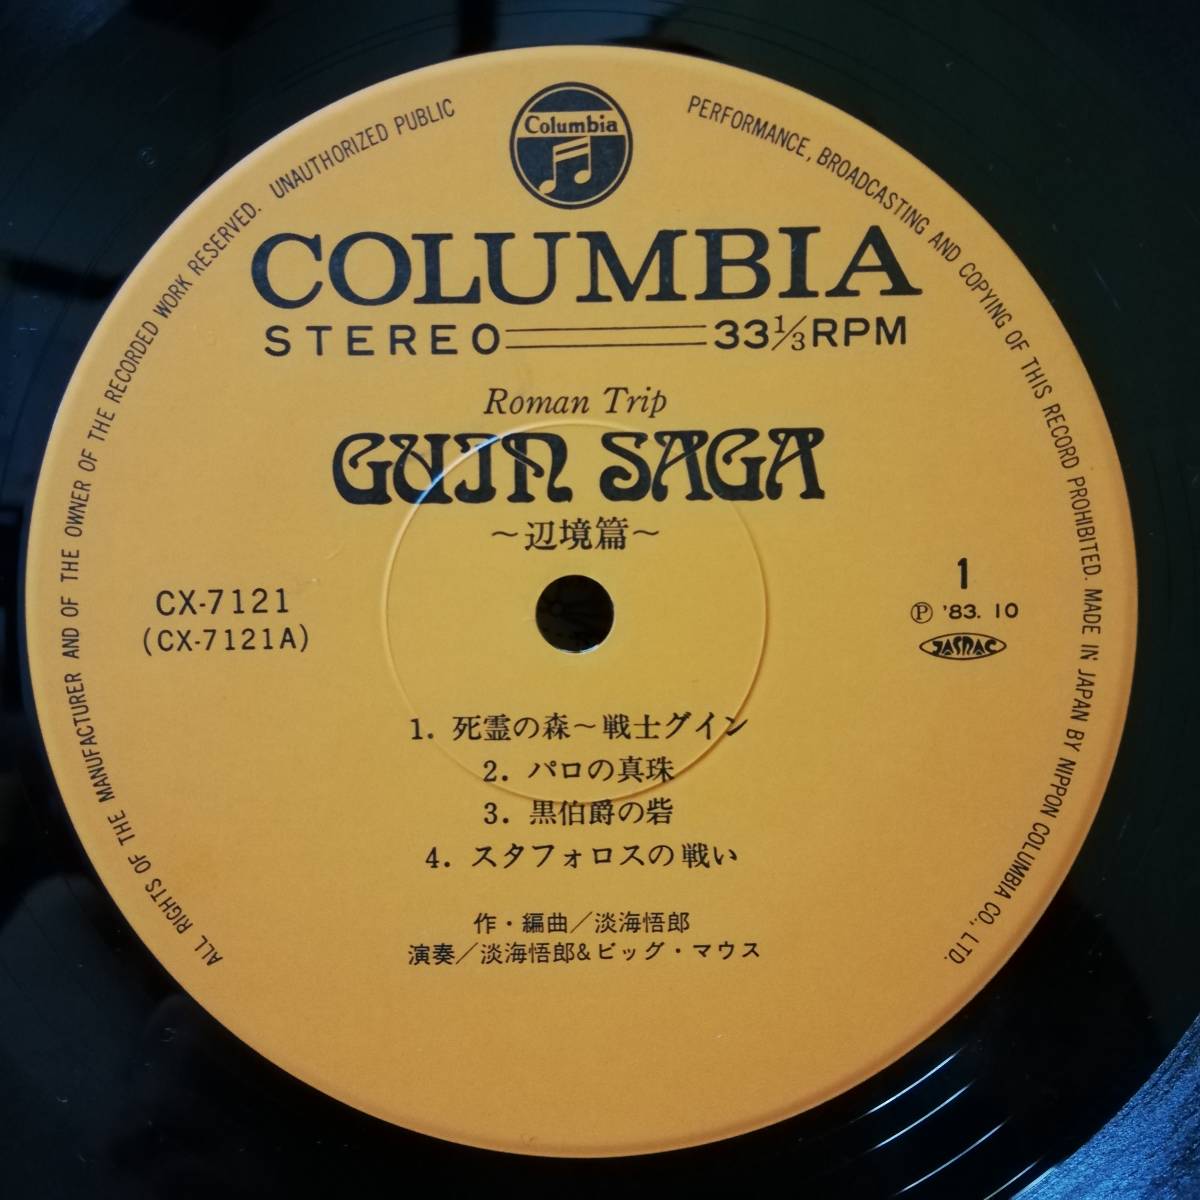 Columbia
COLUMBIA
STEREO 33 1/3 RPM
Roman Trip
GUIN SAGA
～辺境篇～
CX-7121
(CX-7121A)
1
Ⓟ '83. 10
JASRAC
1. 死霊の森～戦士グイン
2. パロの真珠
3. 黒伯爵の砦
4. スタフォロスの戦い
作・編曲／淡海悟郎
演奏／淡海悟郎&ビッグ・マウス
ALL RIGHTS OF THE MANUFACTURER AND OF THE OWNER OF THE RECORDED WORK RESERVED. UNAUTHORIZED PUBLIC PERFORMANCE, BROADCASTING AND COPYING OF THIS RECORD PROHIBITED. MADE IN JAPAN BY NIPPON COLUMBIA CO., LTD.